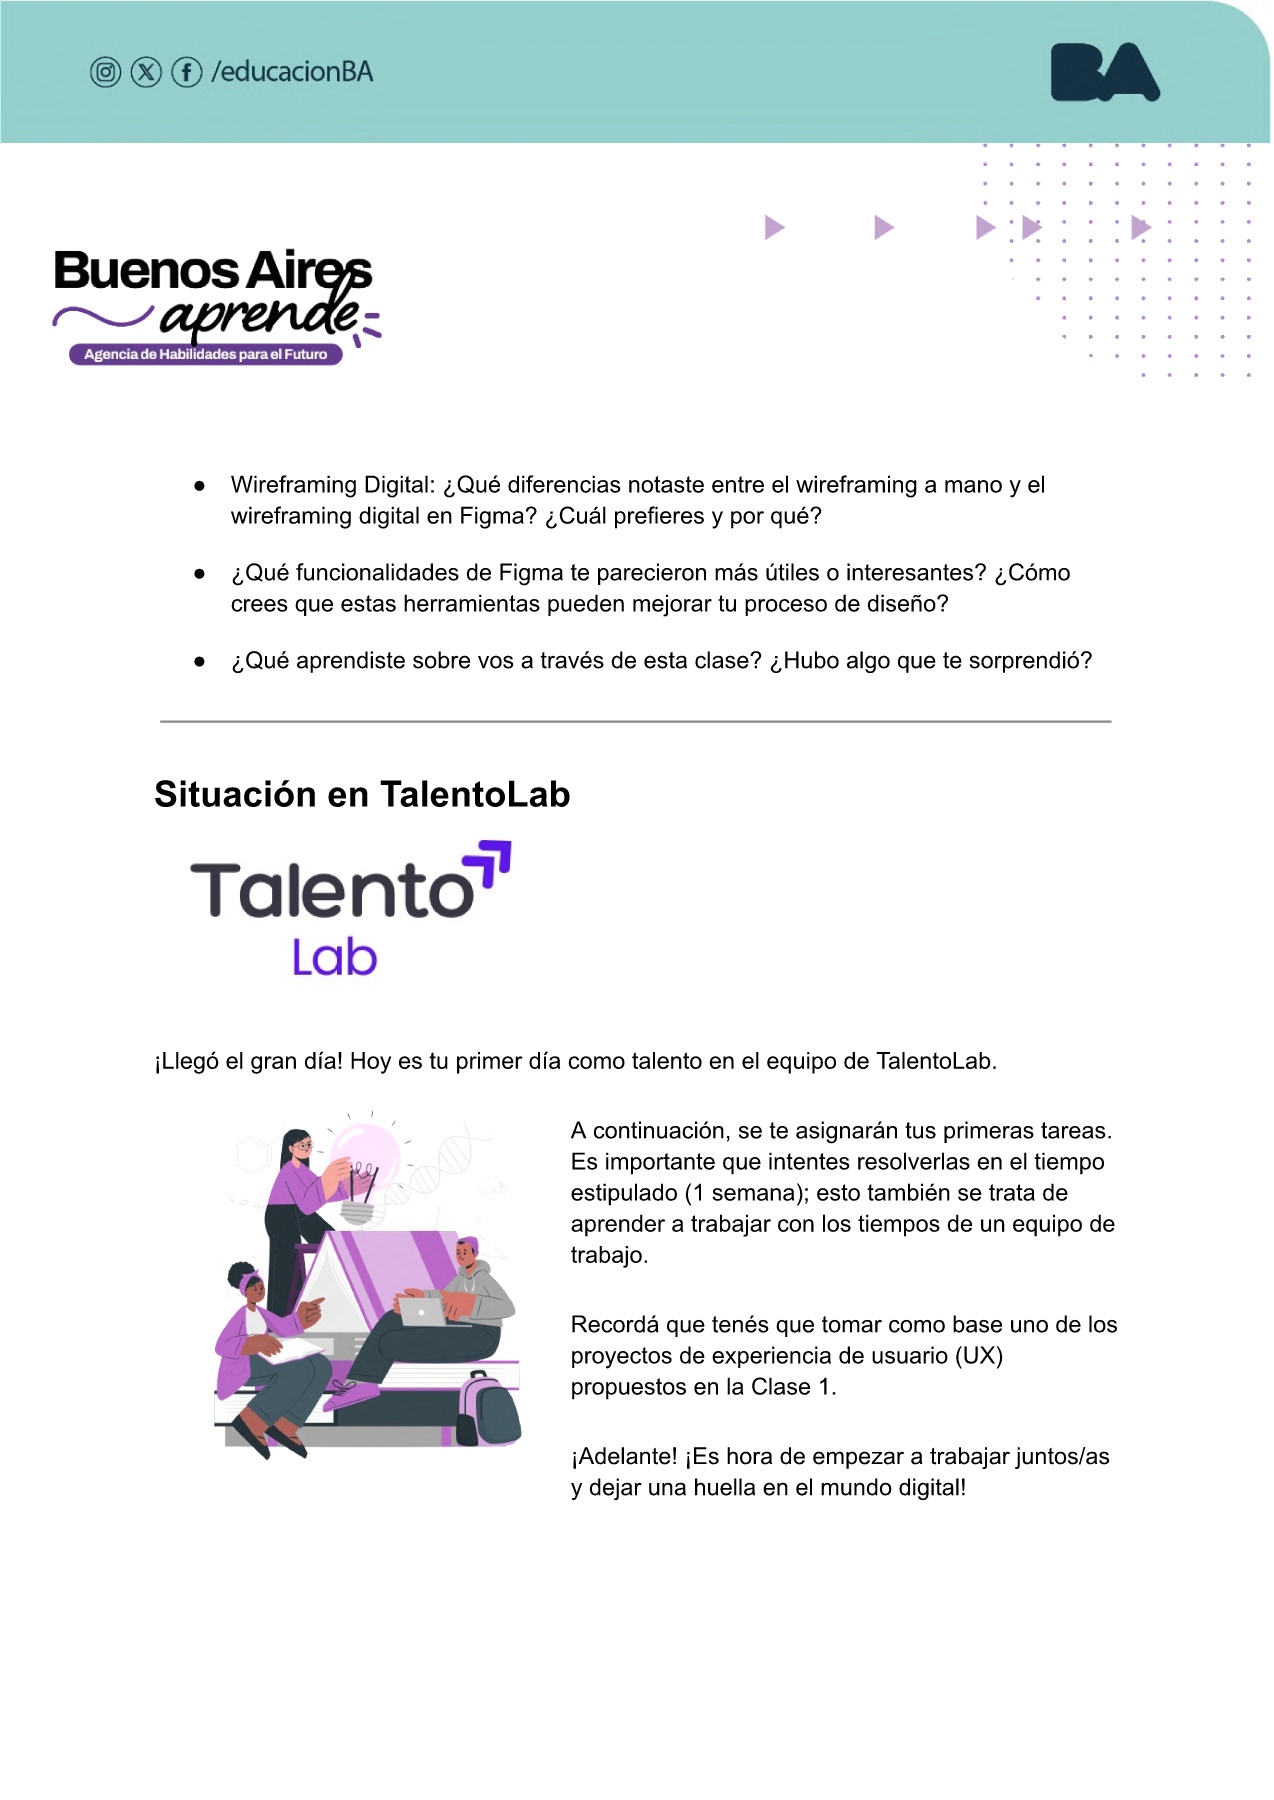 /educacionBA
BA
Buenos Aires
aprende
Agencia de Habilidades para el Futuro
● Wireframing Digital: ¿Qué diferencias notaste entre el wireframing a mano y el
wireframing digital en Figma? ¿Cuál prefieres y por qué?
● ¿Qué funcionalidades de Figma te parecieron más útiles o interesantes? ¿Cómo
crees que estas herramientas pueden mejorar tu proceso de diseño?
● ¿Qué aprendiste sobre vos a través de esta clase? ¿Hubo algo que te sorprendió?
Situación en TalentoLab
Talento
Lab
¡Llegó el gran día! Hoy es tu primer día como talento en el equipo de TalentoLab.
A continuación, se te asignarán tus primeras tareas.
Es importante que intentes resolverlas en el tiempo
estipulado (1 semana); esto también se trata de
aprender a trabajar con los tiempos de un equipo de
trabajo.
Recordá que tenés que tomar como base uno de los
proyectos de experiencia de usuario (UX)
propuestos en la Clase 1.
¡Adelante! ¡Es hora de empezar a trabajar juntos/as
y dejar una huella en el mundo digital!